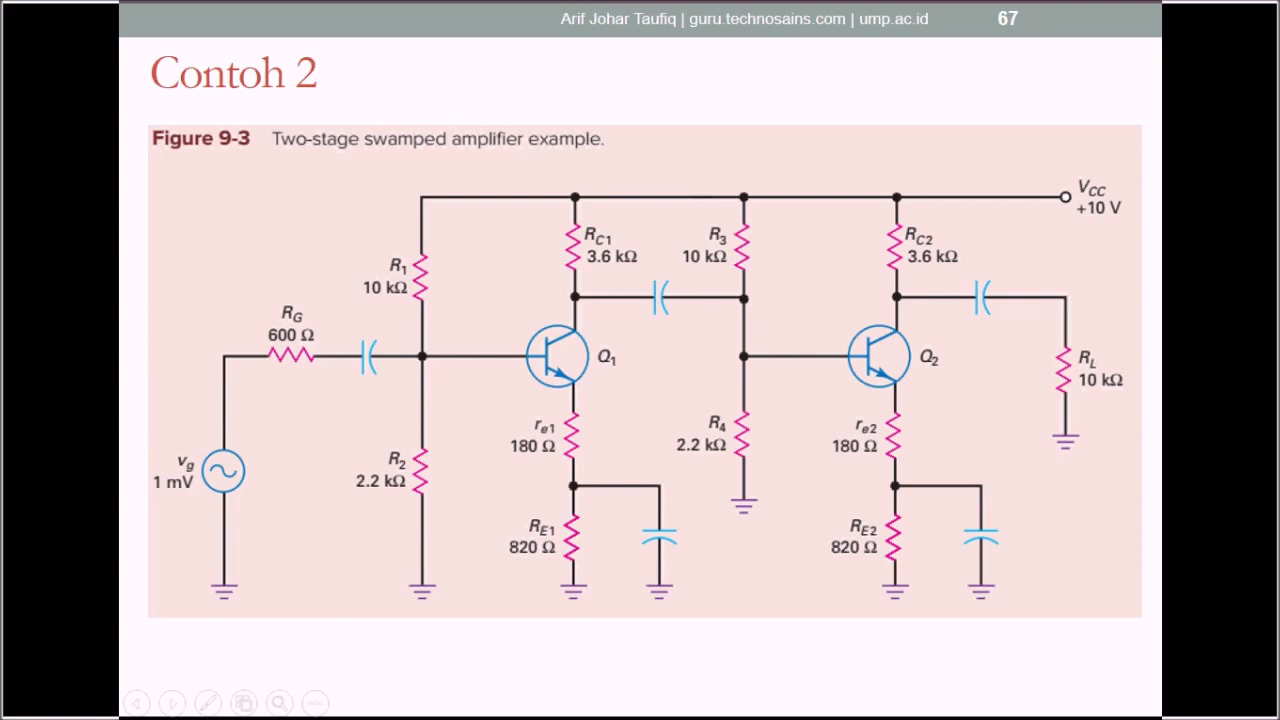 Arif Johar Taufiq | guru.technosains.com | ump.ac.id 67
Contoh 2
Figure 9-3 Two-stage swamped amplifier example.
VCC
+10 V
RC1
3.6 kΩ
R3
10 kΩ
RC2
3.6 kΩ
R1
10 kΩ
RG
600 Ω
Q1
Q2
RL
10 kΩ
re1
180 Ω
R4
2.2 kΩ
re2
180 Ω
vg
1 mV
R2
2.2 kΩ
RE1
820 Ω
RE2
820 Ω